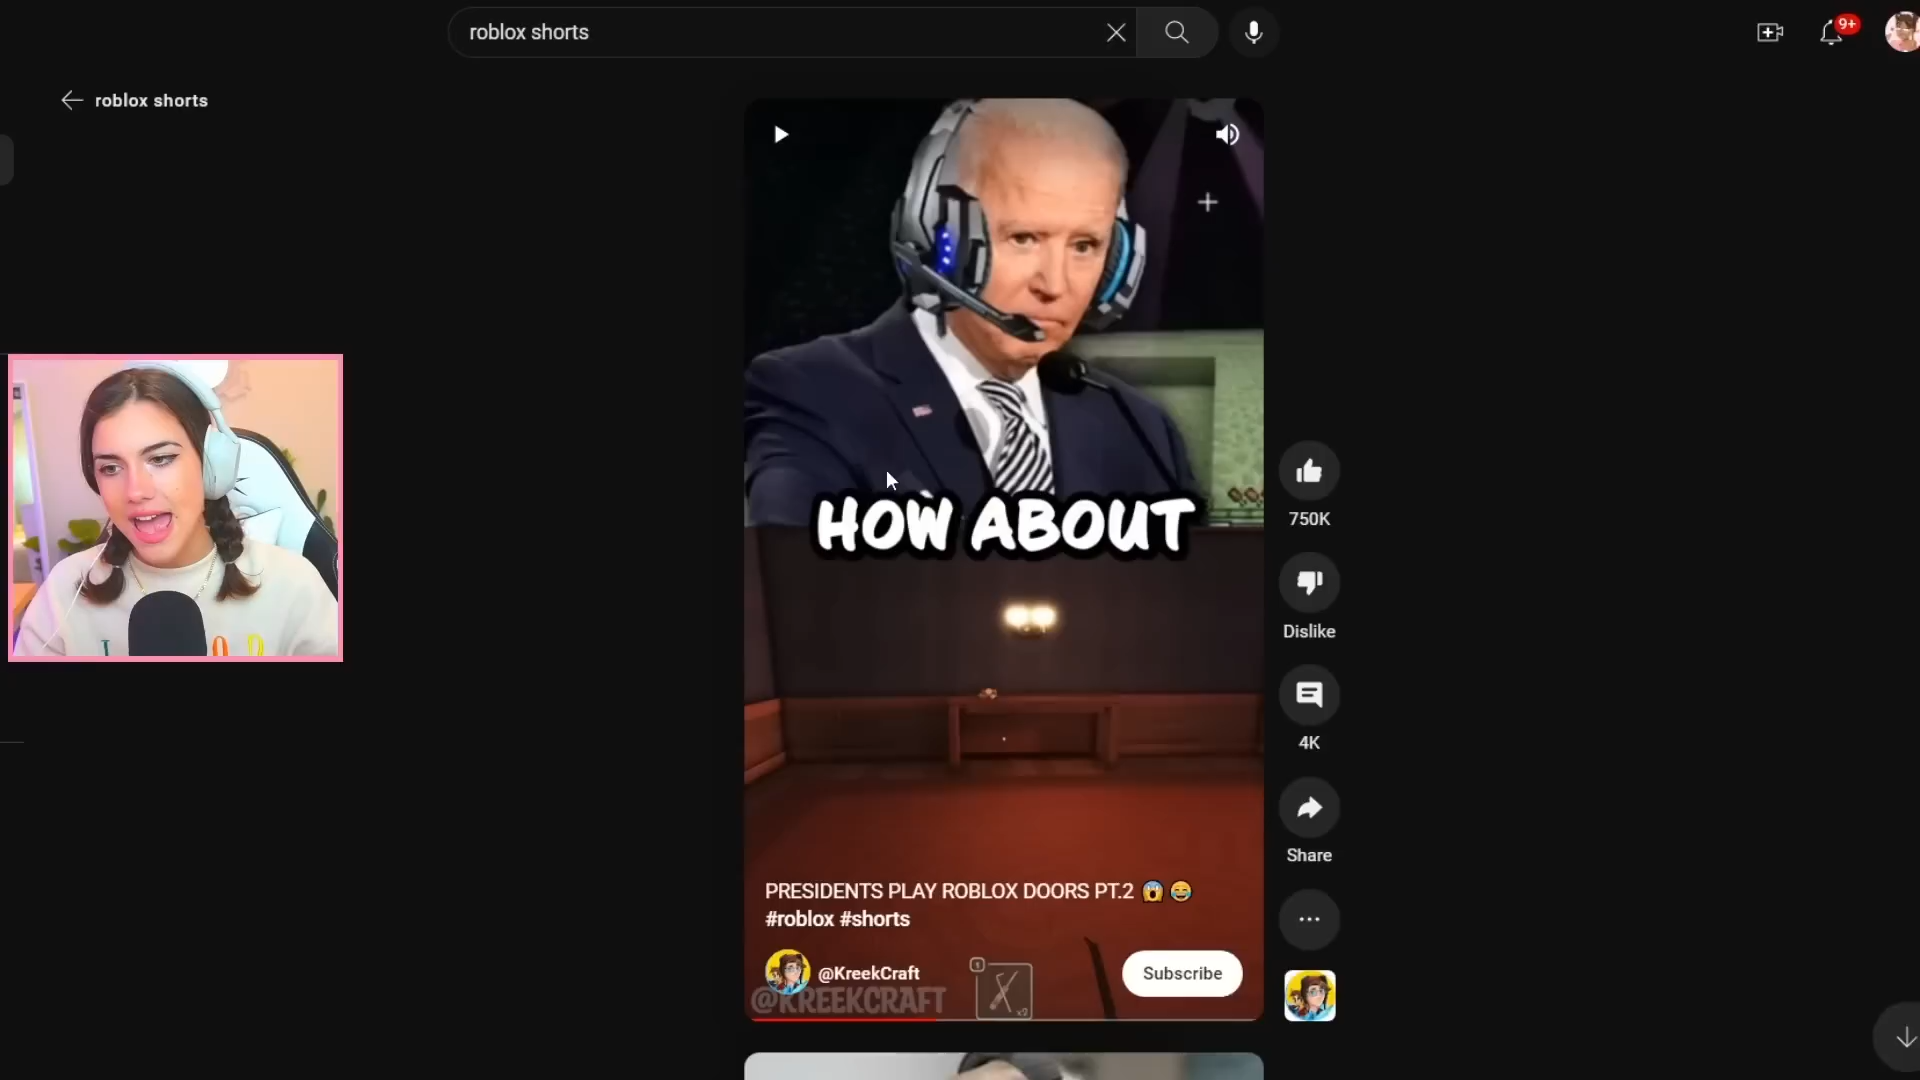 roblox shorts
9+
roblox shorts
HOW ABOUT
750K
Dislike
4K
Share
PRESIDENTS PLAY ROBLOX DOORS PT.2 😱 😂
#roblox #shorts
@KreekCraft
Subscribe
@KREEKCRAFT
x2